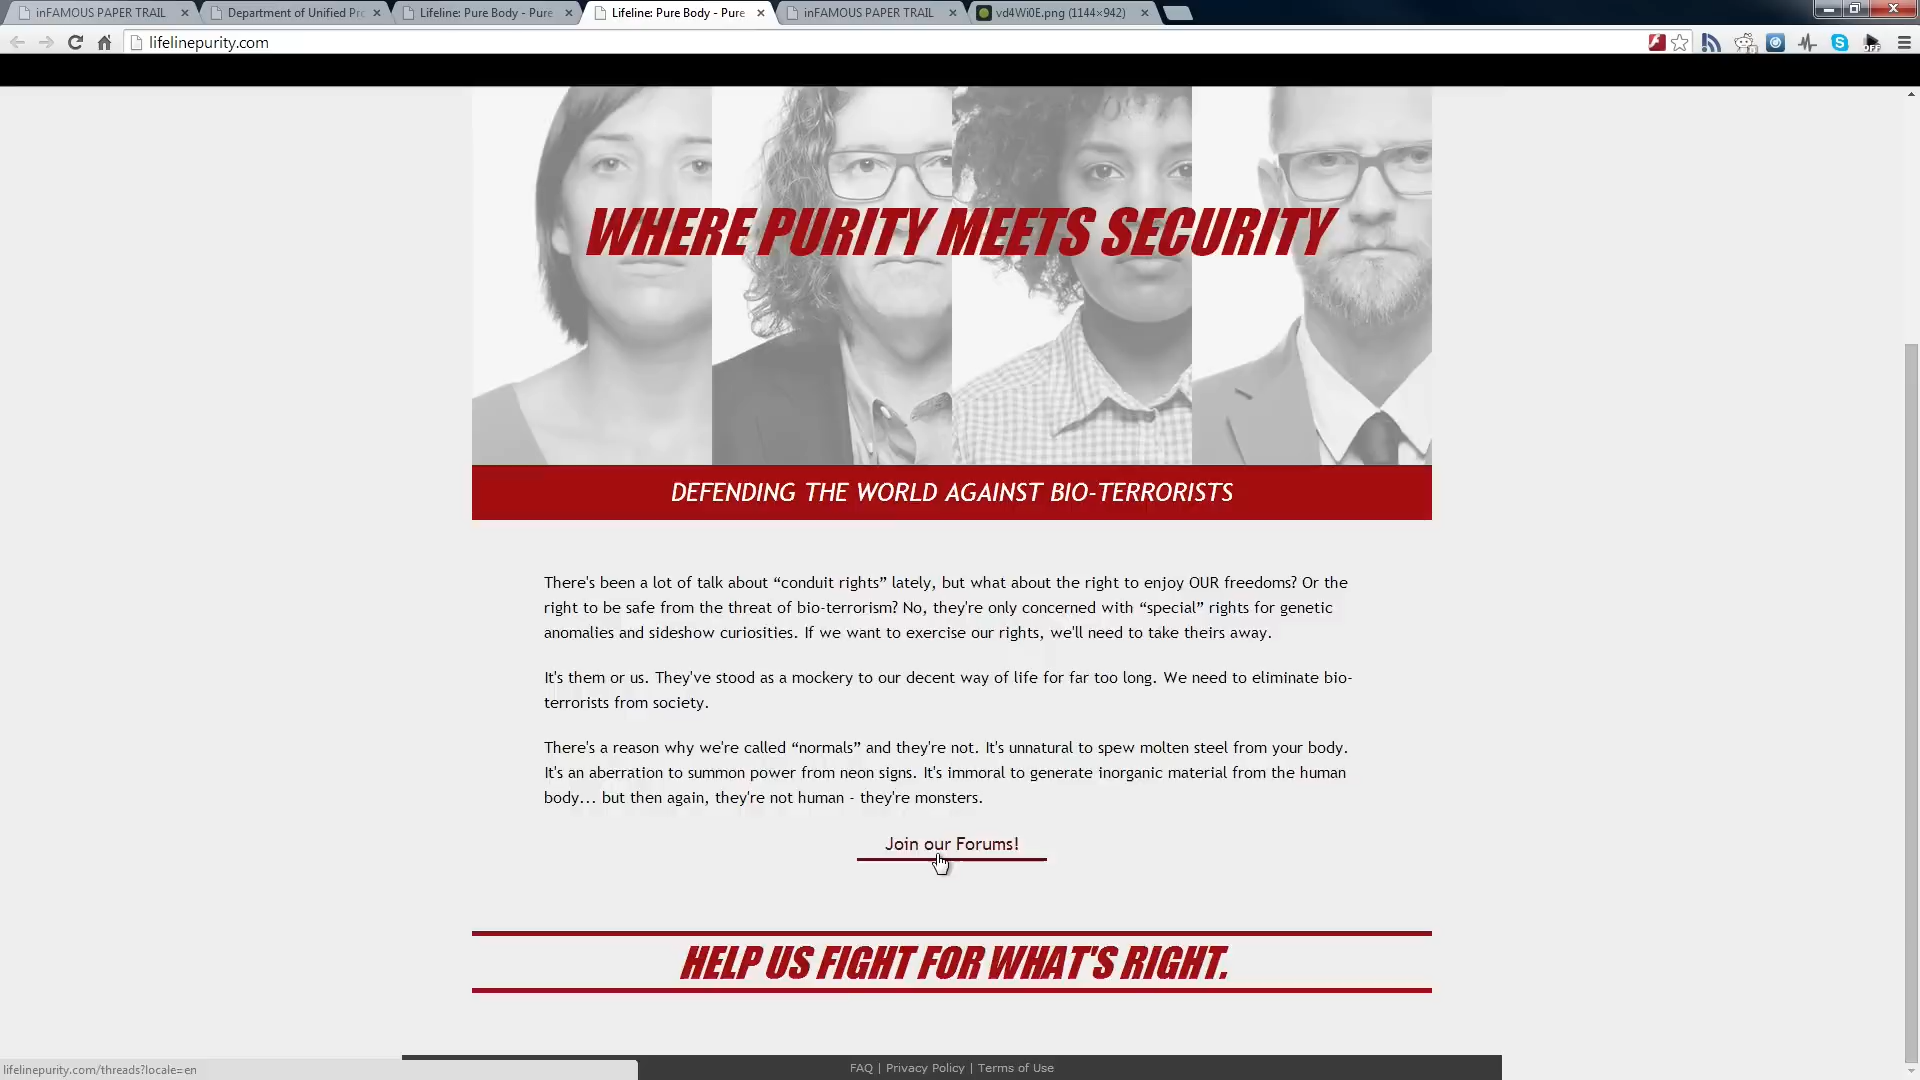 inFAMOUS PAPER TRAIL
Department of Unified Pr
Lifeline: Pure Body - Pure
Lifeline: Pure Body - Pure
inFAMOUS PAPER TRAIL
vd4Wi0E.png (1144×942)
lifelinepurity.com
OFF
WHERE PURITY MEETS SECURITY
DEFENDING THE WORLD AGAINST BIO-TERRORISTS
There's been a lot of talk about “conduit rights” lately, but what about the right to enjoy OUR freedoms? Or the
right to be safe from the threat of bio-terrorism? No, they're only concerned with “special” rights for genetic
anomalies and sideshow curiosities. If we want to exercise our rights, we'll need to take theirs away.
It's them or us. They've stood as a mockery to our decent way of life for far too long. We need to eliminate bio-
terrorists from society.
There's a reason why we're called “normals” and they're not. It's unnatural to spew molten steel from your body.
It's an aberration to summon power from neon signs. It's immoral to generate inorganic material from the human
body... but then again, they're not human - they're monsters.
Join our Forums!
HELP US FIGHT FOR WHAT'S RIGHT.
FAQ | Privacy Policy | Terms of Use
lifelinepurity.com/threads?locale=en